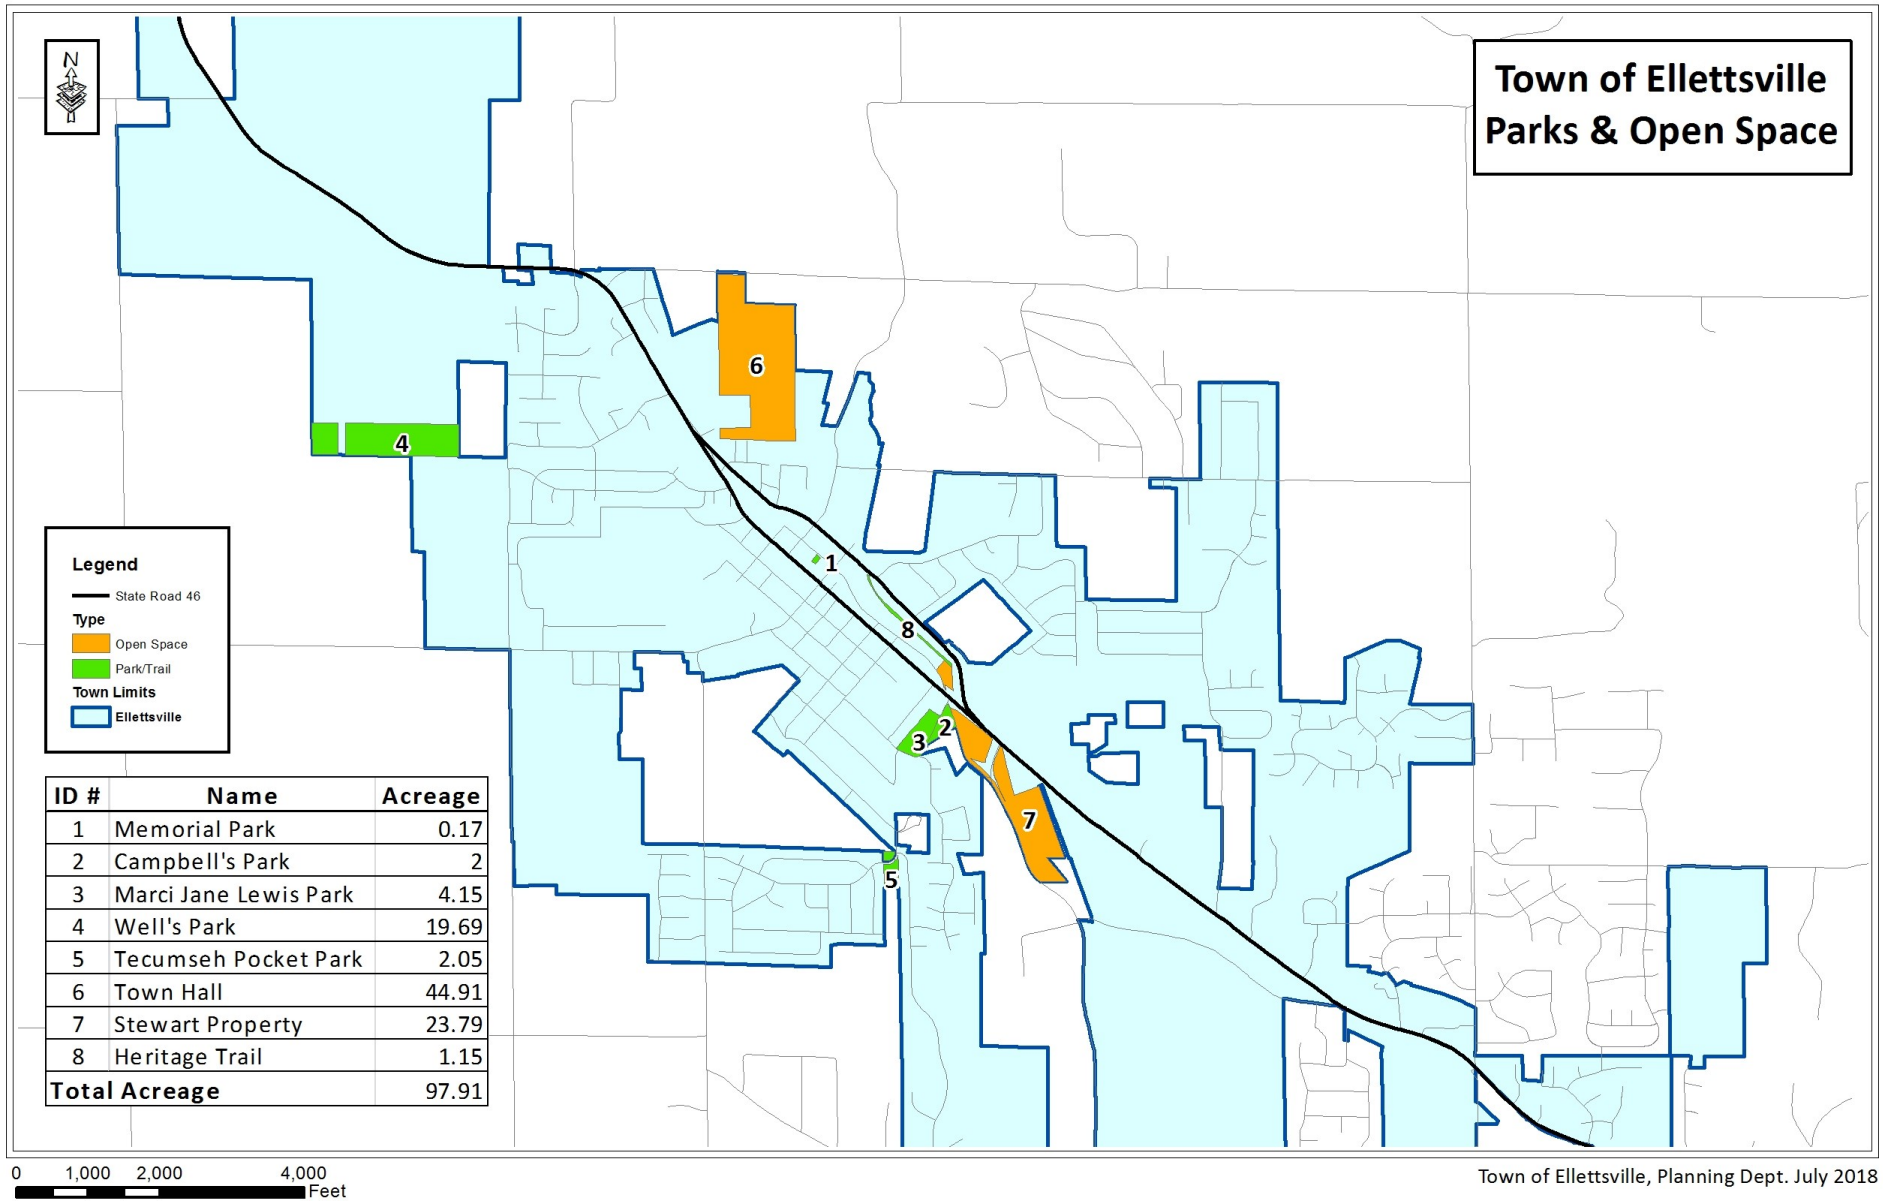 N
Town of Ellettsville
Parks & Open Space
6
4
1
8
2
3
7
5
Legend
State Road 46
Type
Open Space
Park/Trail
Town Limits
Ellettsville
ID # Name Acreage
1 Memorial Park 0.17
2 Campbell's Park 2
3 Marci Jane Lewis Park 4.15
4 Well's Park 19.69
5 Tecumseh Pocket Park 2.05
6 Town Hall 44.91
7 Stewart Property 23.79
8 Heritage Trail 1.15
Total Acreage 97.91
0 1,000 2,000 4,000
Feet
Town of Ellettsville, Planning Dept. July 2018